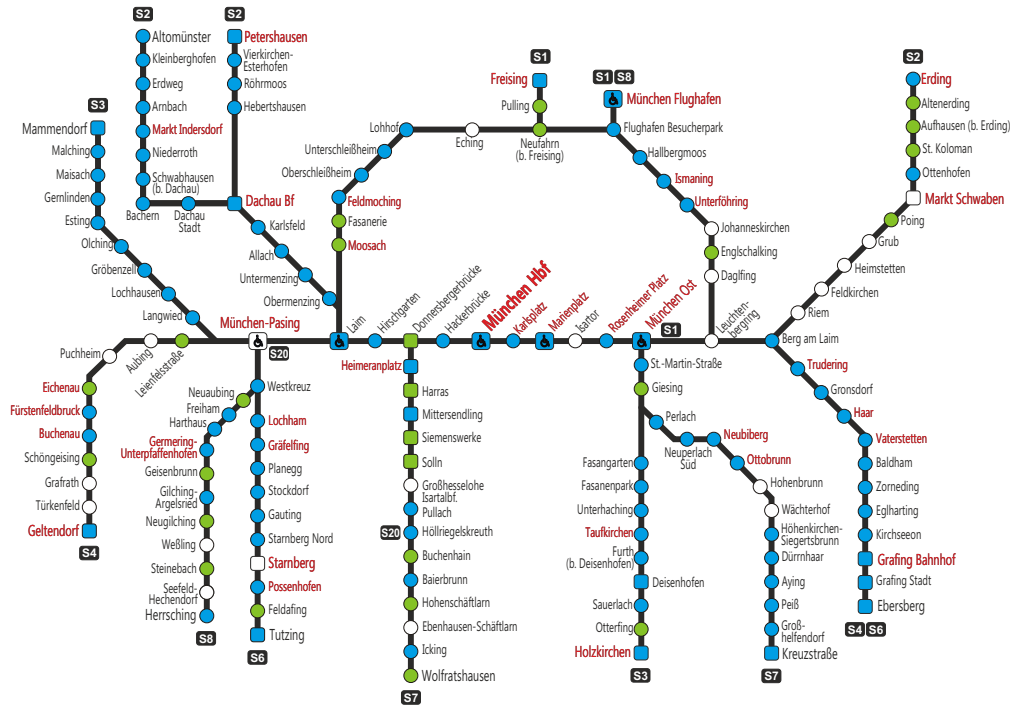 S2
S2
Altomünster
Kleinberghofen
Erdweg
Arnbach
Markt Indersdorf
Niederroth
Schwabhausen
(b. Dachau)
Bachern
Dachau
Stadt
Petershausen
Vierkirchen-
Esterhofen
Röhrmoos
Hebertshausen
Dachau Bf
Karlsfeld
Allach
Untermenzing
Obermenzing
S3
Mammendorf
Malching
Maisach
Gernlinden
Esting
Olching
Gröbenzell
Lochhausen
Langwied
S1
Freising
Pulling
Neufahrn
(b. Freising)
Eching
Lohhof
Unterschleißheim
Oberschleißheim
Feldmoching
Fasanerie
Moosach
S1 S8
München Flughafen
Flughafen Besucherpark
Hallbergmoos
Ismaning
Unterföhring
Johanneskirchen
Englschalking
Daglfing
S2
Erding
Altenerding
Aufhausen (b. Erding)
St. Koloman
Ottenhofen
Markt Schwaben
Poing
Grub
Heimstetten
Feldkirchen
Riem
Berg am Laim
München-Pasing
S20
Laim
Hirschgarten
Donnersbergerbrücke
Hackerbrücke
München Hbf
Karlsplatz
Marienplatz
Isartor
Rosenheimer Platz
München Ost
S1
Leuchten-
bergring
Puchheim
Aubing
Leienfelsstraße
Eichenau
Fürstenfeldbruck
Buchenau
Schöngeising
Grafrath
Türkenfeld
Geltendorf
S4
Neuaubing
Freiham
Harthaus
Germering-
Unterpfaffenhofen
Geisenbrunn
Gilching-
Argelsried
Neugilching
Weßling
Steinebach
Seefeld-
Hechendorf
Herrsching
S8
Westkreuz
Lochham
Gräfelfing
Planegg
Stockdorf
Gauting
Starnberg Nord
Starnberg
Possenhofen
Feldafing
Tutzing
S6
Heimeranplatz
Harras
Mittersendling
Siemenswerke
Solln
Großhesselohe
Isartalbf.
Pullach
S20
Höllriegelskreuth
Buchenhain
Baierbrunn
Hohenschäftlarn
Ebenhausen-Schäftlarn
Icking
Wolfratshausen
S7
St.-Martin-Straße
Giesing
Fasangarten
Fasanenpark
Unterhaching
Taufkirchen
Furth
(b. Deisenhofen)
Deisenhofen
Sauerlach
Otterfing
Holzkirchen
S3
Perlach
Neuperlach
Süd
Neubiberg
Ottobrunn
Hohenbrunn
Wächterhof
Höhenkirchen-
Siegertsbrunn
Dürrnhaar
Aying
Peiß
Groß-
helfendorf
Kreuzstraße
S7
Trudering
Gronsdorf
Haar
Vaterstetten
Baldham
Zorneding
Eglharting
Kirchseeon
Grafing Bahnhof
Grafing Stadt
Ebersberg
S4 S6